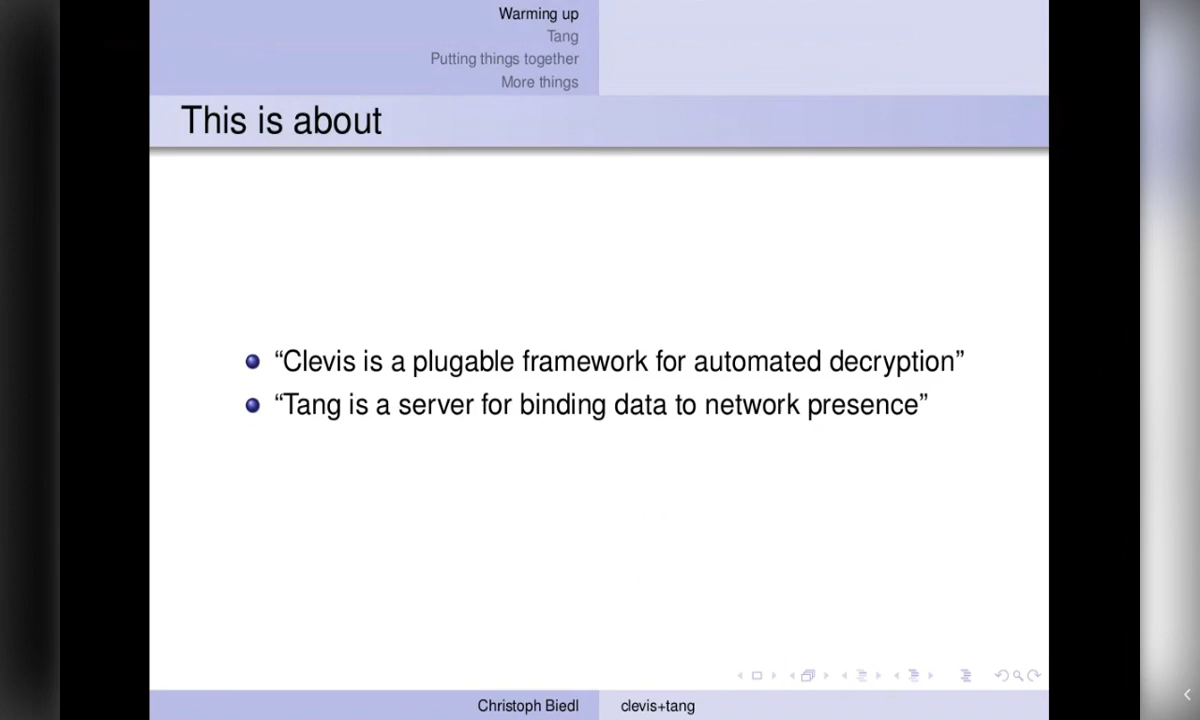 Warming up
Tang
Putting things together
More things
This is about
“Clevis is a plugable framework for automated decryption”
“Tang is a server for binding data to network presence”
Christoph Biedl
clevis+tang